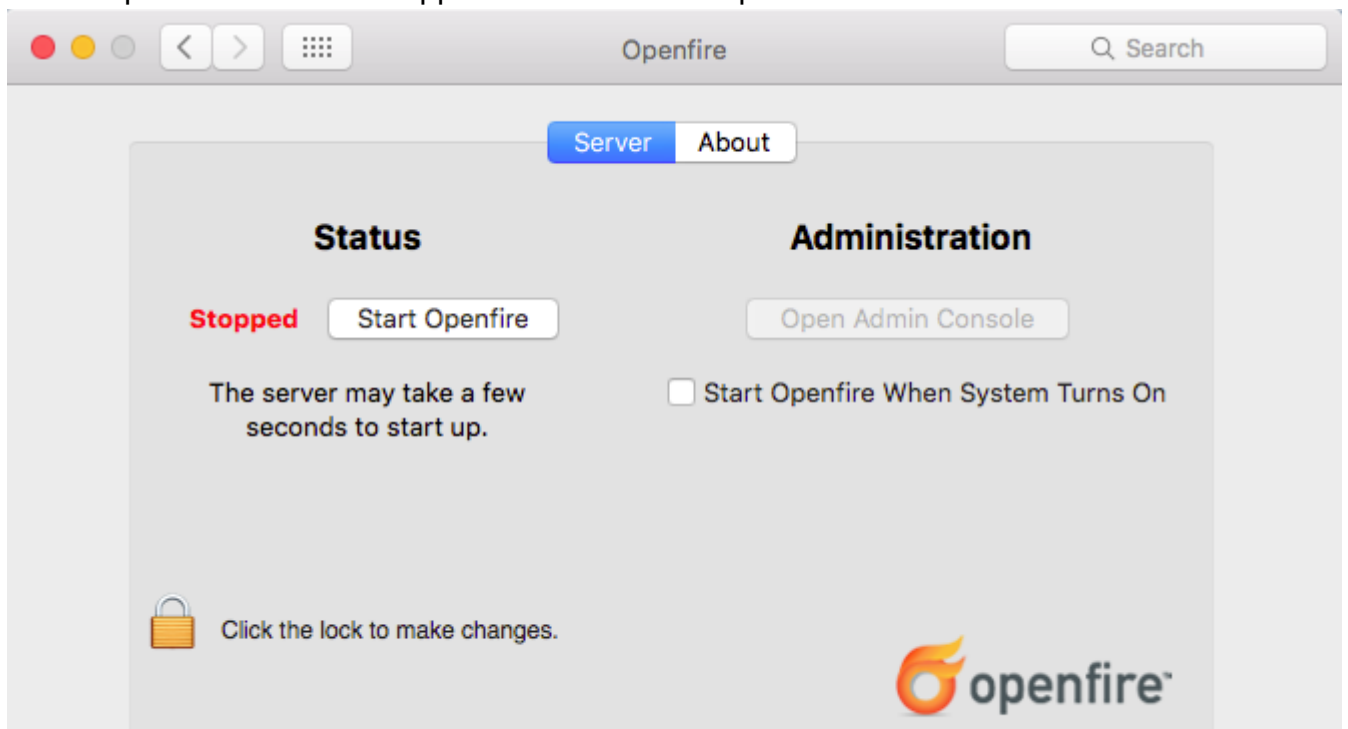 Openfire
Search
Server About
Status
Administration
Stopped
Start Openfire
Open Admin Console
The server may take a few
seconds to start up.
Start Openfire When System Turns On
Click the lock to make changes.
openfire™